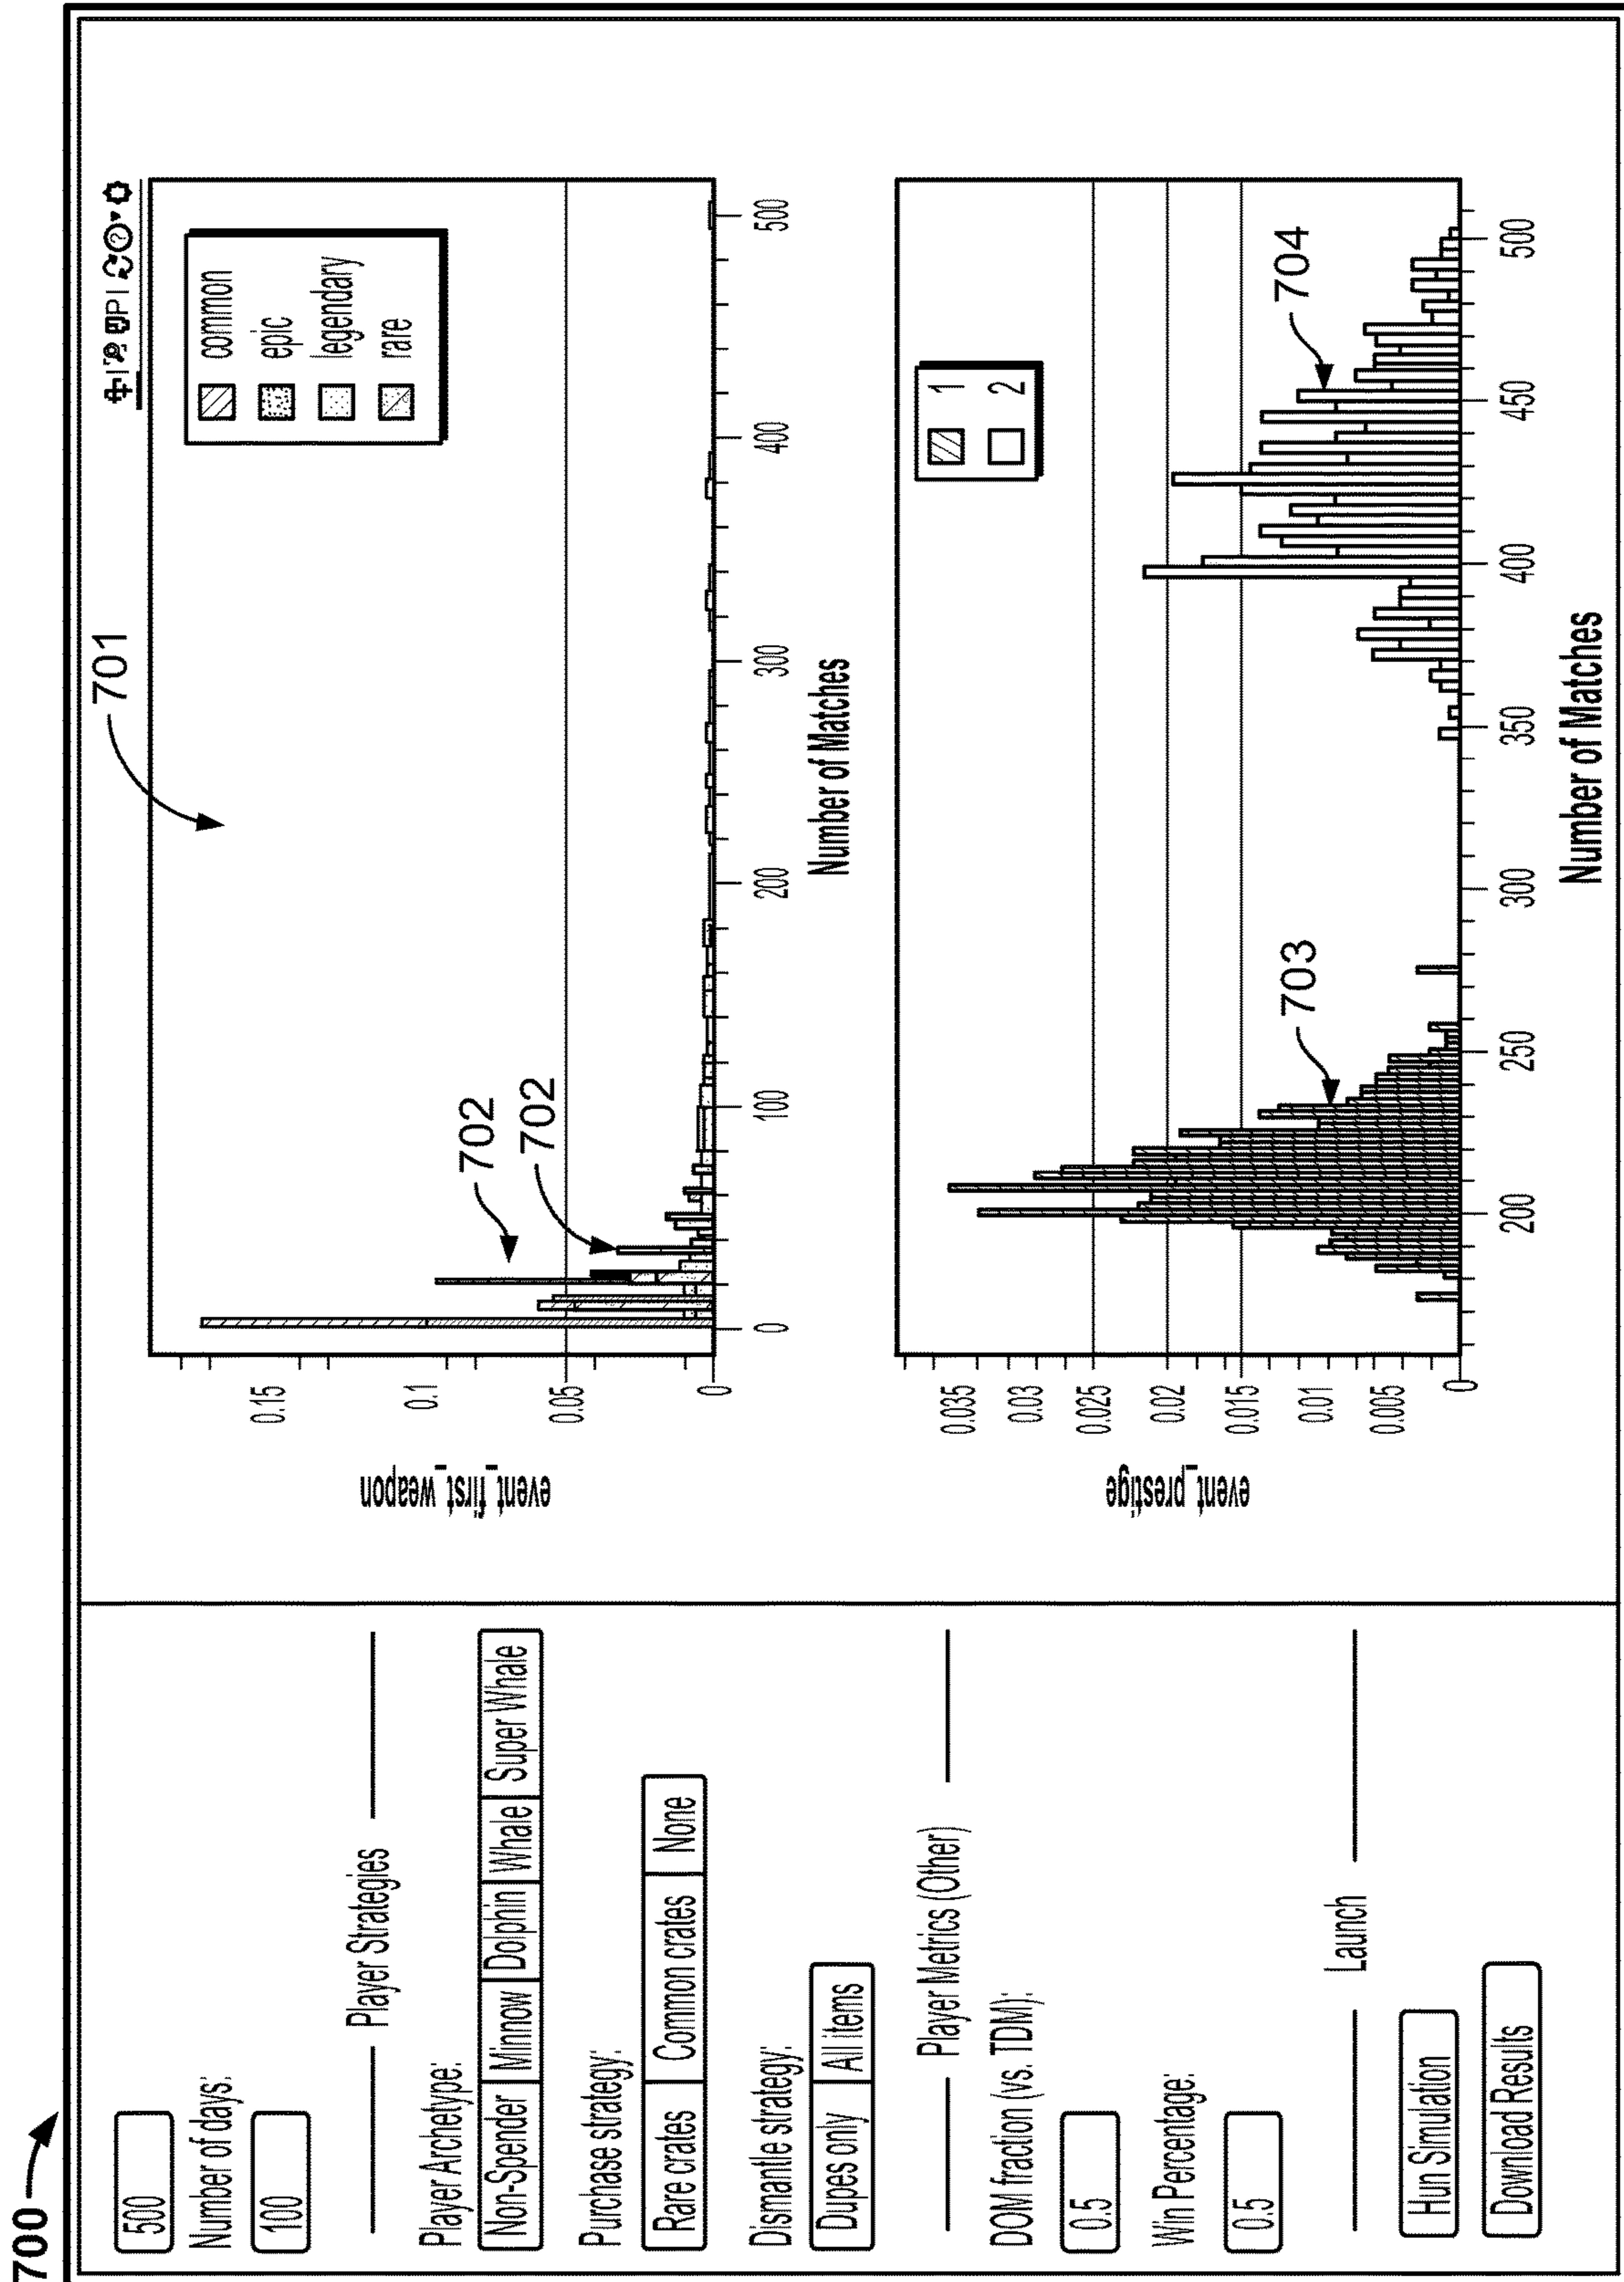 700
500
Number of days:
100
Player Strategies
Player Archetype:
Non-Spender Minnow Dolphin Whale Super Whale
Purchase strategy:
Rare crates Common crates None
Dismantle strategy:
Dupes only All items
Player Metrics (Other)
DOM fraction (vs. TDM):
0.5
Win Percentage:
0.5
Launch
Hun Simulation
Download Results
701
common
epic
legendary
rare
702
702
event_first_weapon
0.15
0.1
0.05
0
0 100 200 300 400 500
Number of Matches
1
2
703
704
event_prestige
0.035
0.03
0.025
0.02
0.015
0.01
0.005
0
200 250 300 350 400 450 500
Number of Matches